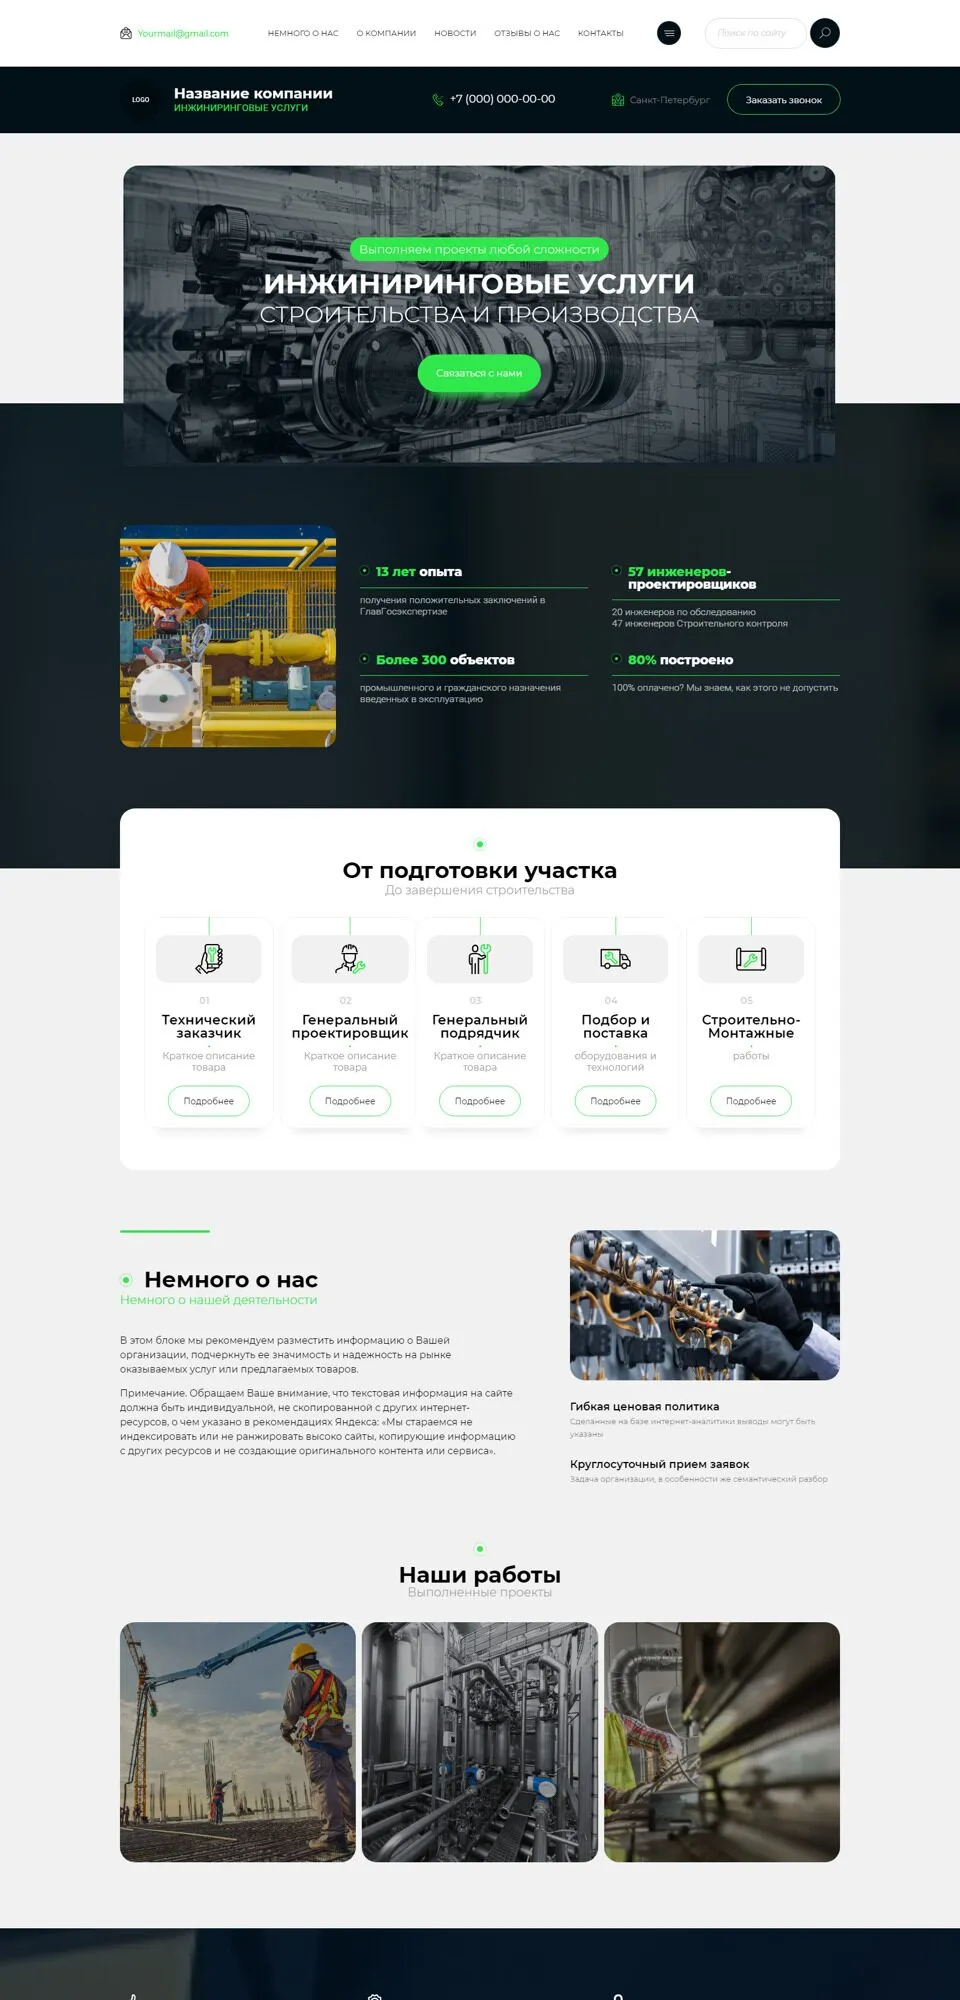 Yourmail@gmail.com
НЕМНОГО О НАС
О КОМПАНИИ
НОВОСТИ
ОТЗЫВЫ О НАС
КОНТАКТЫ
Поиск по сайту
LOGO
Название компании
ИНЖИНИРИНГОВЫЕ УСЛУГИ
+7 (000) 000-00-00
Санкт-Петербург
Заказать звонок
Выполняем проекты любой сложности
ИНЖИНИРИНГОВЫЕ УСЛУГИ
СТРОИТЕЛЬСТВА И ПРОИЗВОДСТВА
Связаться с нами
13 лет опыта
получения положительных заключений в
ГлавГосэкспертизе
57 инженеров-
проектировщиков
20 инженеров по обследованию
47 инженеров Строительного контроля
Более 300 объектов
промышленного и гражданского назначения
введенных в эксплуатацию
80% построено
100% оплачено? Мы знаем, как этого не допустить
От подготовки участка
До завершения строительства
01
Технический
заказчик
Краткое описание
товара
Подробнее
02
Генеральный
проектировщик
Краткое описание
товара
Подробнее
03
Генеральный
подрядчик
Краткое описание
товара
Подробнее
04
Подбор и
поставка
оборудования и
технологий
Подробнее
05
Строительно-
Монтажные
работы
Подробнее
Немного о нас
Немного о нашей деятельности
В этом блоке мы рекомендуем разместить информацию о Вашей
организации, подчеркнуть ее значимость и надежность на рынке
оказываемых услуг или предлагаемых товаров.
Примечание. Обращаем Ваше внимание, что текстовая информация на сайте
должна быть индивидуальной, не скопированной с других интернет-
ресурсов, о чем указано в рекомендациях Яндекса: «Мы стараемся не
индексировать или не ранжировать высоко сайты, копирующие информацию
с других ресурсов и не создающие оригинального контента или сервиса».
Гибкая ценовая политика
Сделанные на базе интернет-аналитики выводы могут быть
указаны
Круглосуточный прием заявок
Задача организации, в особенности же семантический разбор
Наши работы
Выполненные проекты